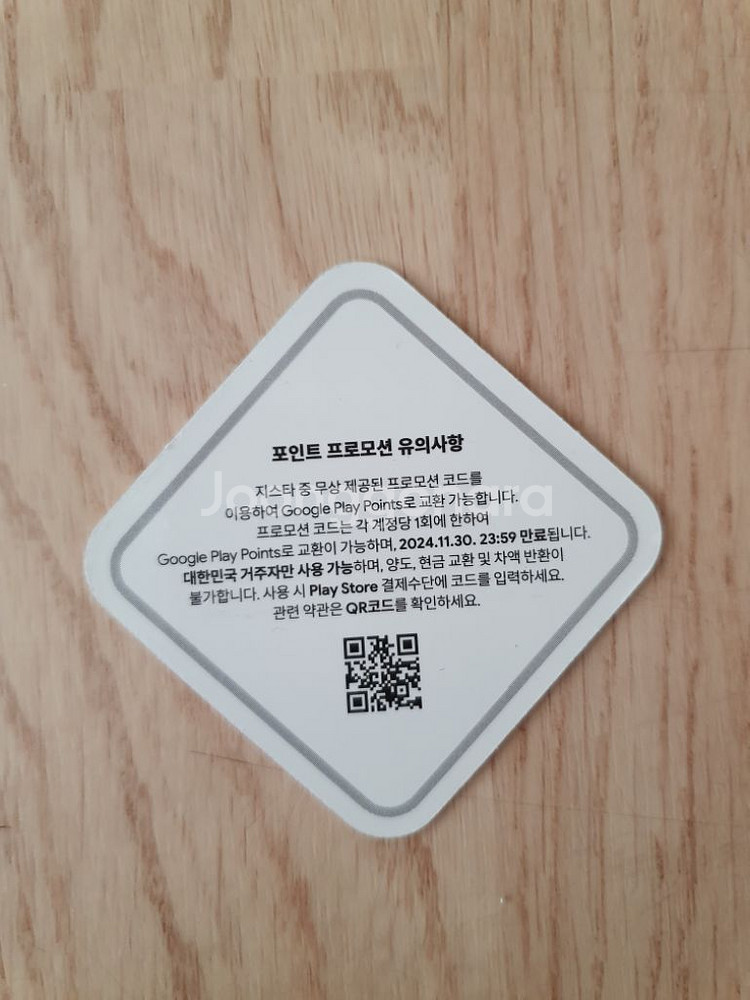 포인트 프로모션 유의사항
지스타 중 무상 제공된 프로모션 코드를
이용하여 Google Play Points로 교환 가능합니다.
프로모션 코드는 각 계정당 1회에 한하여
Google Play Points로 교환이 가능하며, 2024.11.30. 23:59 만료됩니다.
대한민국 거주자만 사용 가능하며, 양도, 현금 교환 및 차액 반환이
불가합니다. 사용 시 Play Store 결제수단에 코드를 입력하세요.
관련 약관은 QR코드를 확인하세요.